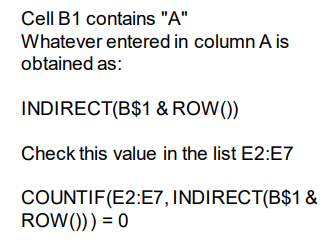 Cell B1 contains "A"
Whatever entered in column A is
obtained as:
INDIRECT(B$1 & ROW())
Check this value in the list E2:E7
COUNTIF(E2:E7, INDIRECT(B$1 &
ROW()) ) = 0